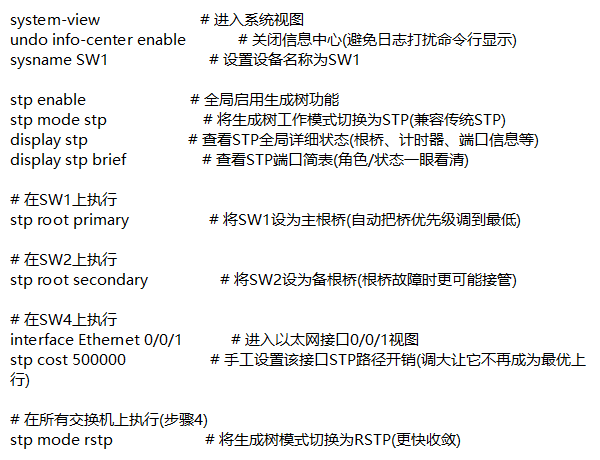 system-view # 进入系统视图
undo info-center enable # 关闭信息中心(避免日志打扰命令行显示)
sysname SW1 # 设置设备名称为SW1
stp enable # 全局启用生成树功能
stp mode stp # 将生成树工作模式切换为STP(兼容传统STP)
display stp # 查看STP全局详细状态(根桥、计时器、端口信息等)
display stp brief # 查看STP端口简表(角色/状态一眼看清)
# 在SW1上执行
stp root primary # 将SW1设为主根桥(自动把桥优先级调到最低)
# 在SW2上执行
stp root secondary # 将SW2设为备根桥(根桥故障时更可能接管)
# 在SW4上执行
interface Ethernet 0/0/1 # 进入以太网接口0/0/1视图
stp cost 500000 # 手工设置该接口STP路径开销(调大让它不再成为最优上
行)
# 在所有交换机上执行(步骤4)
stp mode rstp # 将生成树模式切换为RSTP(更快收敛)